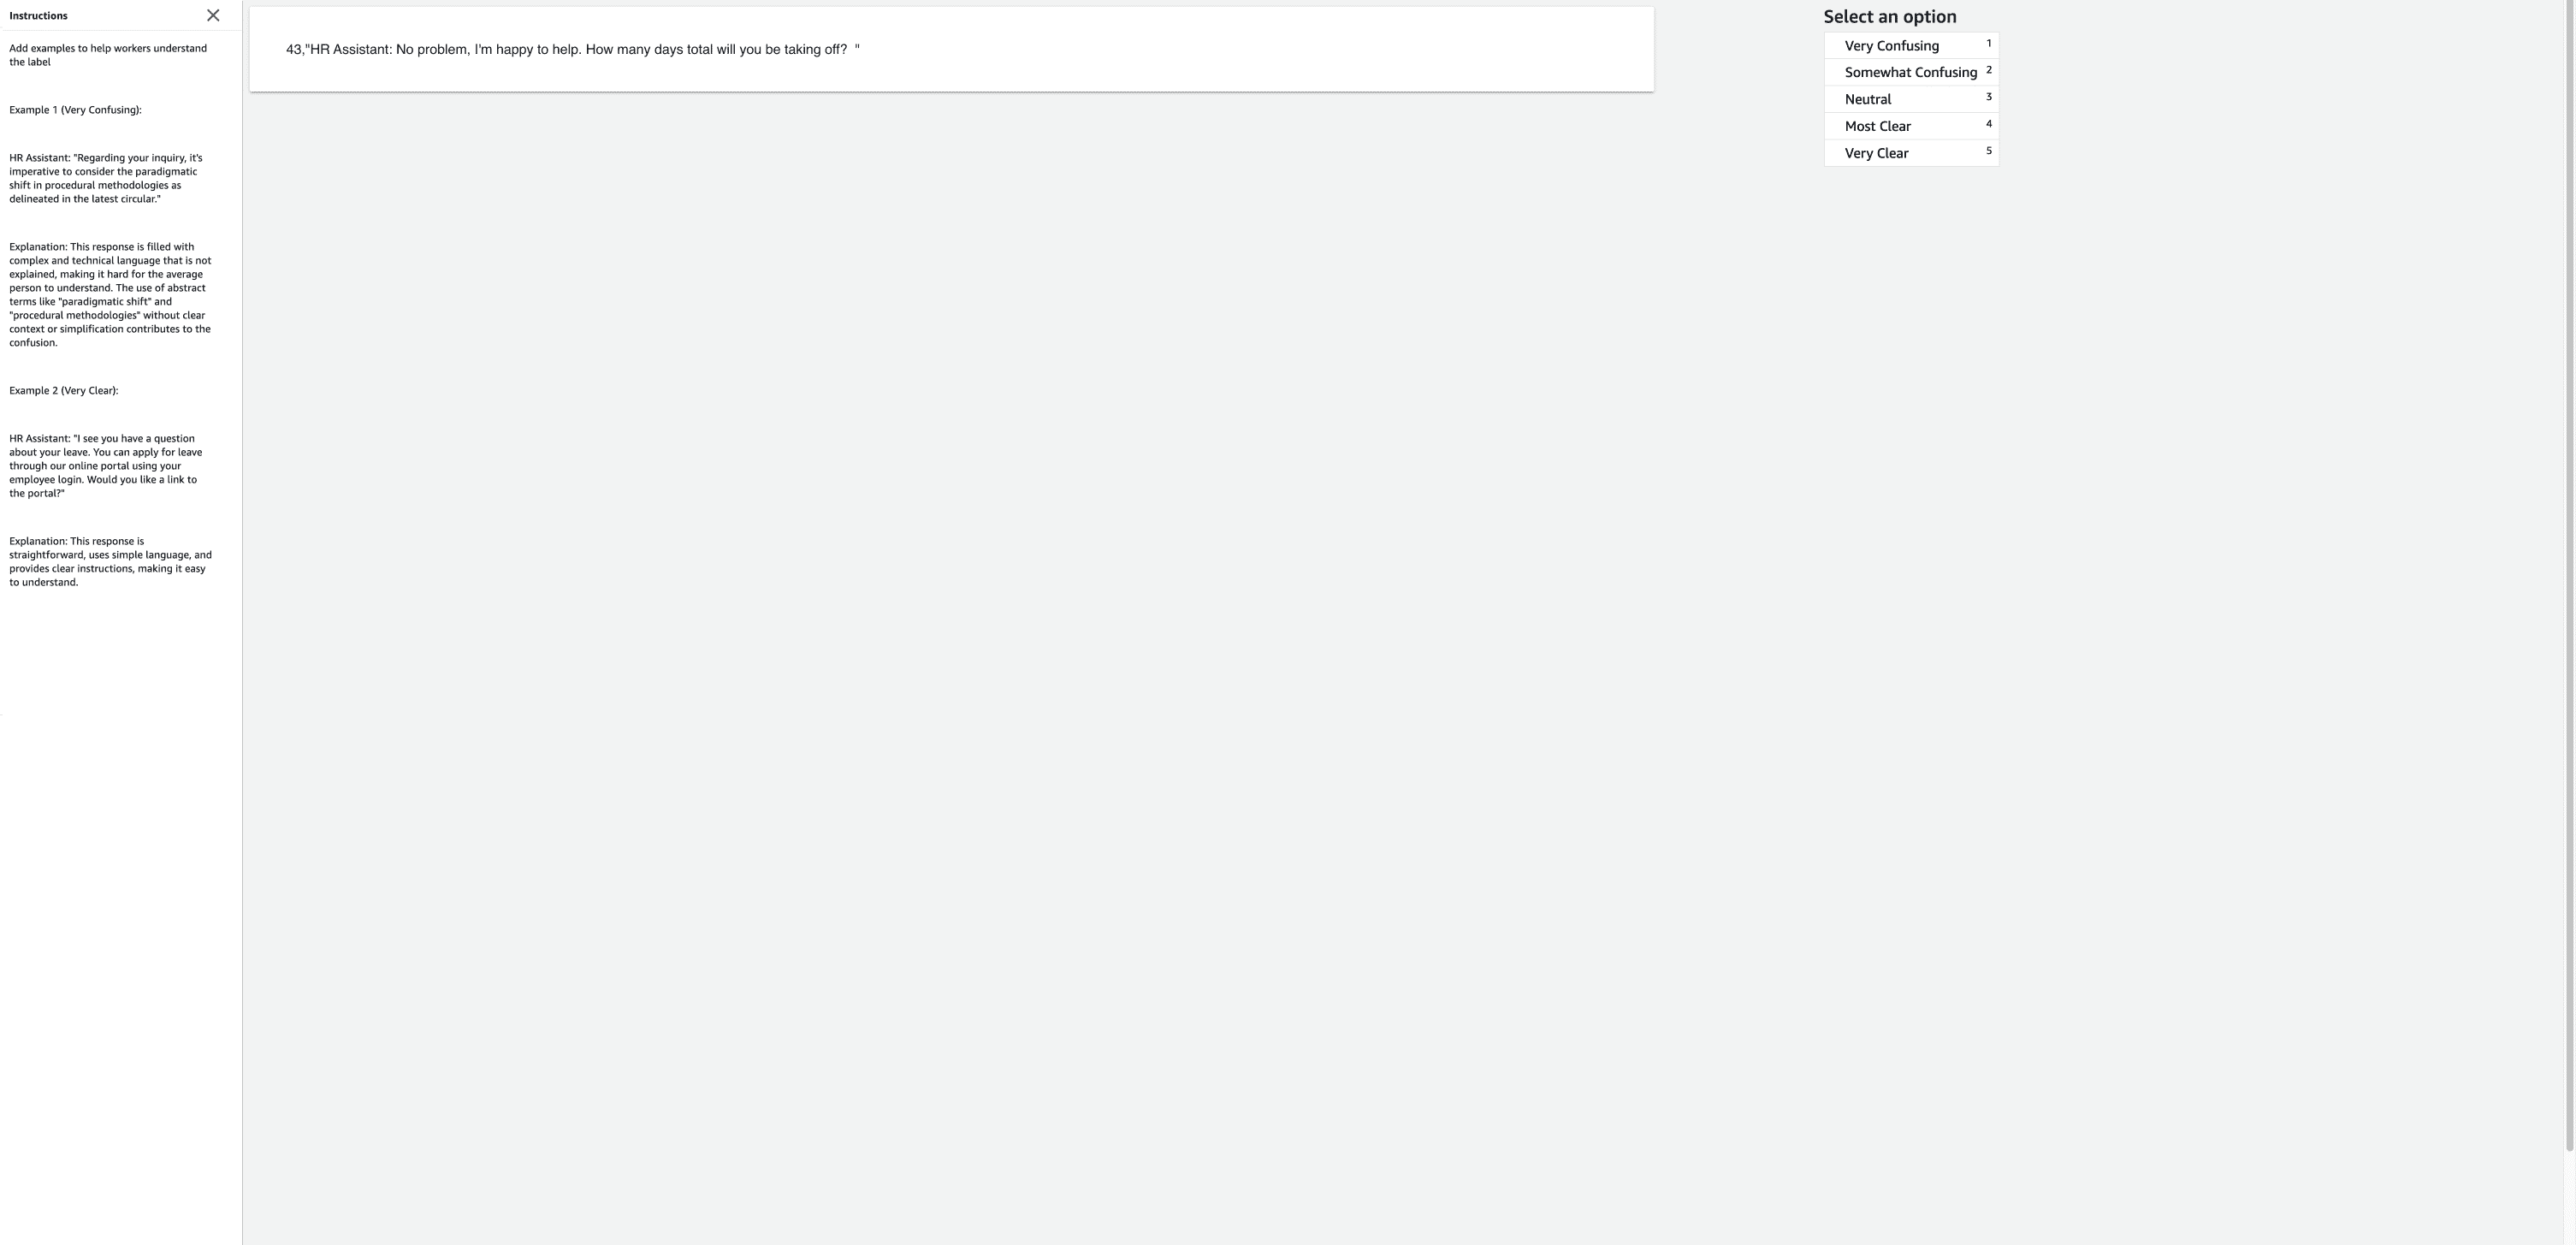 Instructions
Add examples to help workers understand
the label
Example 1 (Very Confusing):
HR Assistant: "Regarding your inquiry, it's
imperative to consider the paradigmatic
shift in procedural methodologies as
delineated in the latest circular."
Explanation: This response is filled with
complex and technical language that is not
explained, making it hard for the average
person to understand. The use of abstract
terms like "paradigmatic shift" and
"procedural methodologies" without clear
context or simplification contributes to the
confusion.
Example 2 (Very Clear):
HR Assistant: "I see you have a question
about your leave. You can apply for leave
through our online portal using your
employee login. Would you like a link to
the portal?"
Explanation: This response is
straightforward, uses simple language, and
provides clear instructions, making it easy
to understand.
43,"HR Assistant: No problem, I'm happy to help. How many days total will you be taking off?  "
Select an option
Very Confusing 1
Somewhat Confusing 2
Neutral 3
Most Clear 4
Very Clear 5